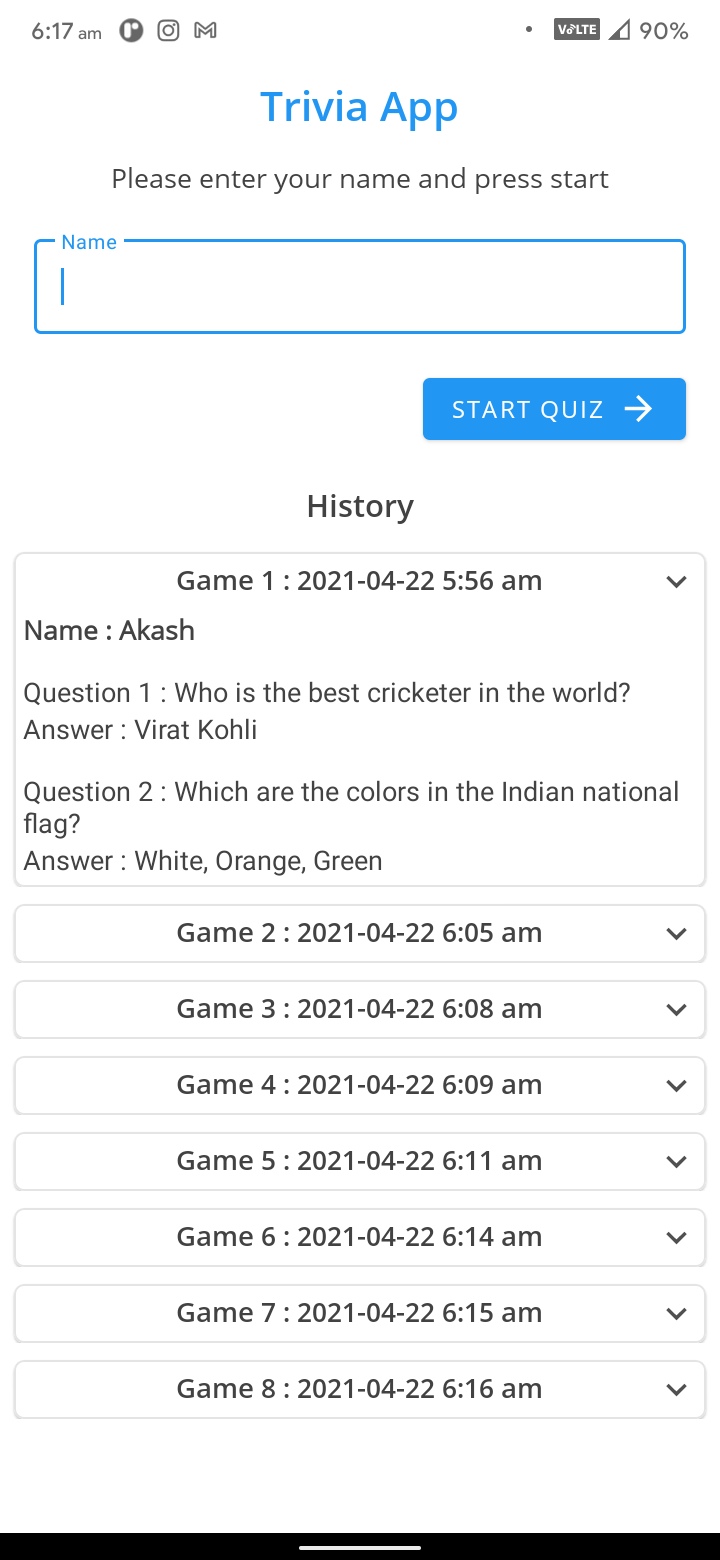 6:17 am VoLTE 90%
Trivia App
Please enter your name and press start
Name
START QUIZ
History
Game 1 : 2021-04-22 5:56 am
Name : Akash
Question 1 : Who is the best cricketer in the world?
Answer : Virat Kohli
Question 2 : Which are the colors in the Indian national
flag?
Answer : White, Orange, Green
Game 2 : 2021-04-22 6:05 am
Game 3 : 2021-04-22 6:08 am
Game 4 : 2021-04-22 6:09 am
Game 5 : 2021-04-22 6:11 am
Game 6 : 2021-04-22 6:14 am
Game 7 : 2021-04-22 6:15 am
Game 8 : 2021-04-22 6:16 am